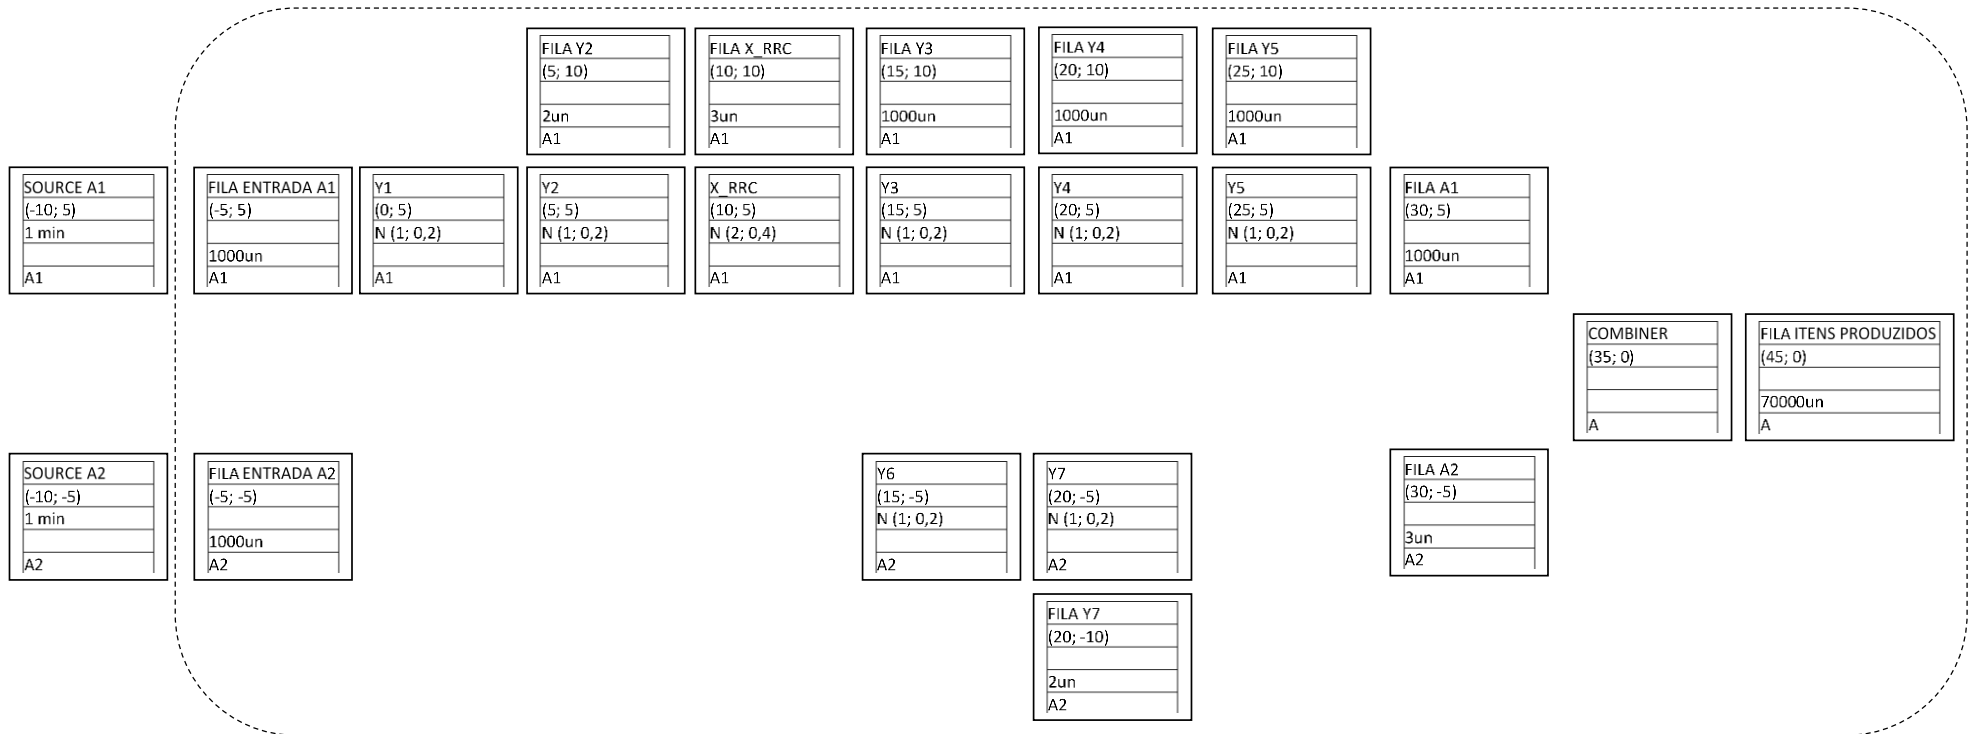 FILA Y2
(5; 10)
2un
A1
FILA X_RRC
(10; 10)
3un
A1
FILA Y3
(15; 10)
1000un
A1
FILA Y4
(20; 10)
1000un
A1
FILA Y5
(25; 10)
1000un
A1
SOURCE A1
(-10; 5)
1 min
A1
FILA ENTRADA A1
(-5; 5)
1000un
A1
Y1
(0; 5)
N (1; 0,2)
A1
Y2
(5; 5)
N (1; 0,2)
A1
X_RRC
(10; 5)
N (2; 0,4)
A1
Y3
(15; 5)
N (1; 0,2)
A1
Y4
(20; 5)
N (1; 0,2)
A1
Y5
(25; 5)
N (1; 0,2)
A1
FILA A1
(30; 5)
1000un
A1
COMBINER
(35; 0)
A
FILA ITENS PRODUZIDOS
(45; 0)
70000un
A
SOURCE A2
(-10; -5)
1 min
A2
FILA ENTRADA A2
(-5; -5)
1000un
A2
Y6
(15; -5)
N (1; 0,2)
A2
Y7
(20; -5)
N (1; 0,2)
A2
FILA A2
(30; -5)
3un
A2
FILA Y7
(20; -10)
2un
A2